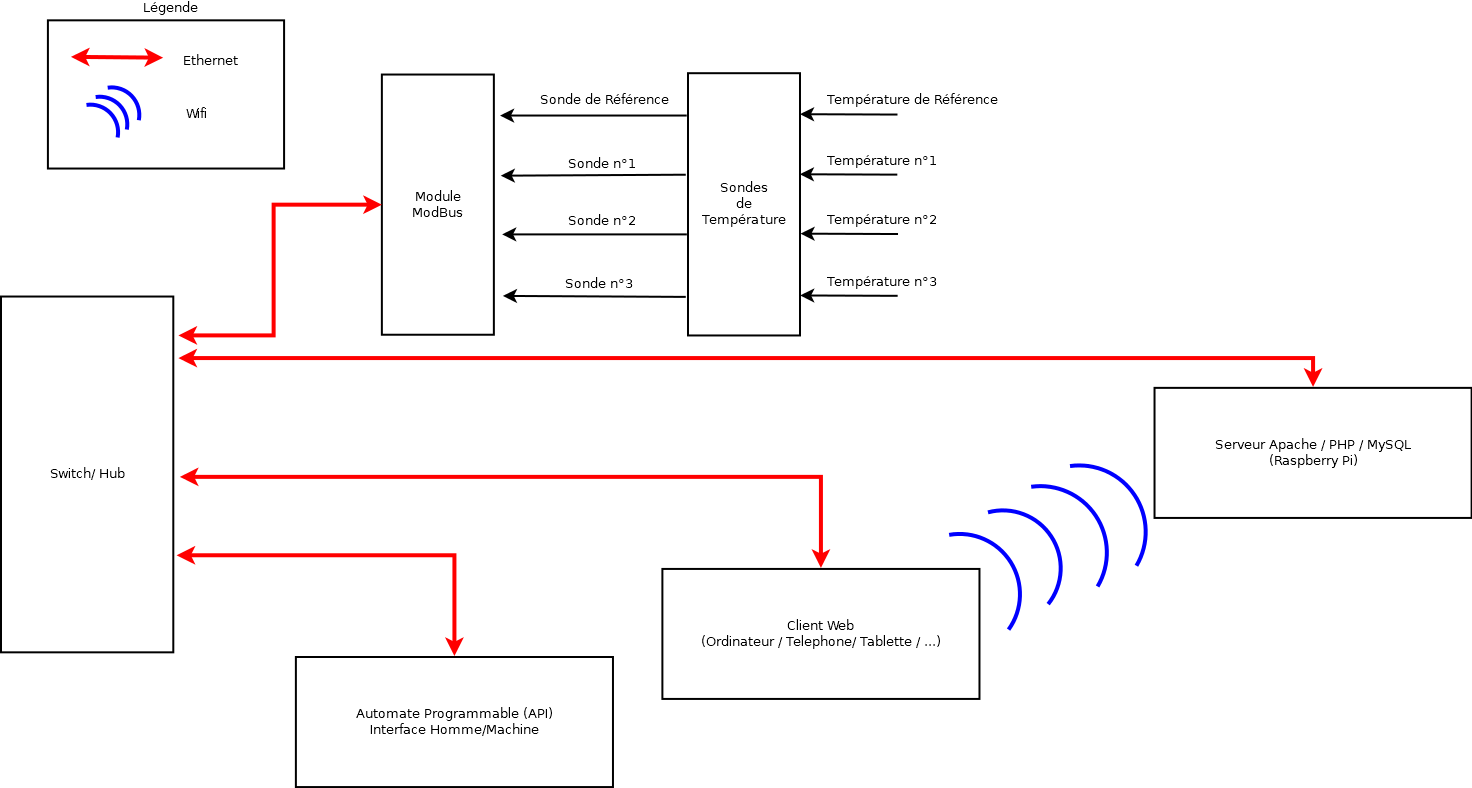 Légende
Ethernet
Wifi
Sonde de Référence
Température de Référence
Sonde n°1
Température n°1
Module
ModBus
Sondes
de
Température
Sonde n°2
Température n°2
Sonde n°3
Température n°3
Switch/ Hub
Serveur Apache / PHP / MySQL
(Raspberry Pi)
Client Web
(Ordinateur / Telephone/ Tablette / ...)
Automate Programmable (API)
Interface Homme/Machine